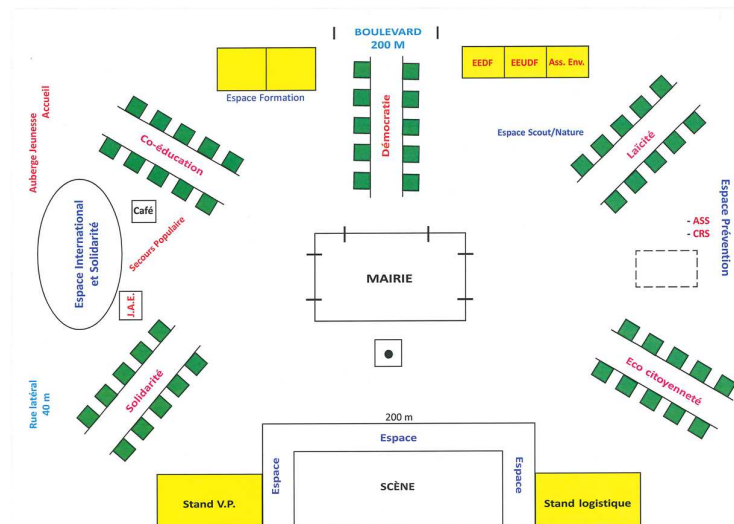 BOULEVARD
200 M
EEDF
EEUDF
Ass. Env.
Espace Formation
Démocratie
Espace Scout/Nature
Laïcité
Auberge Jeunesse
Accueil
Co-éducation
Café
Espace International
et Solidarité
Secours Populaire
J.A.E.
MAIRIE
Espace Prévention
- ASS
- CRS
Rue latéral
40 m
Solidarité
Eco citoyenneté
200 m
Espace
Espace
Espace
SCÈNE
Stand V.P.
Stand logistique